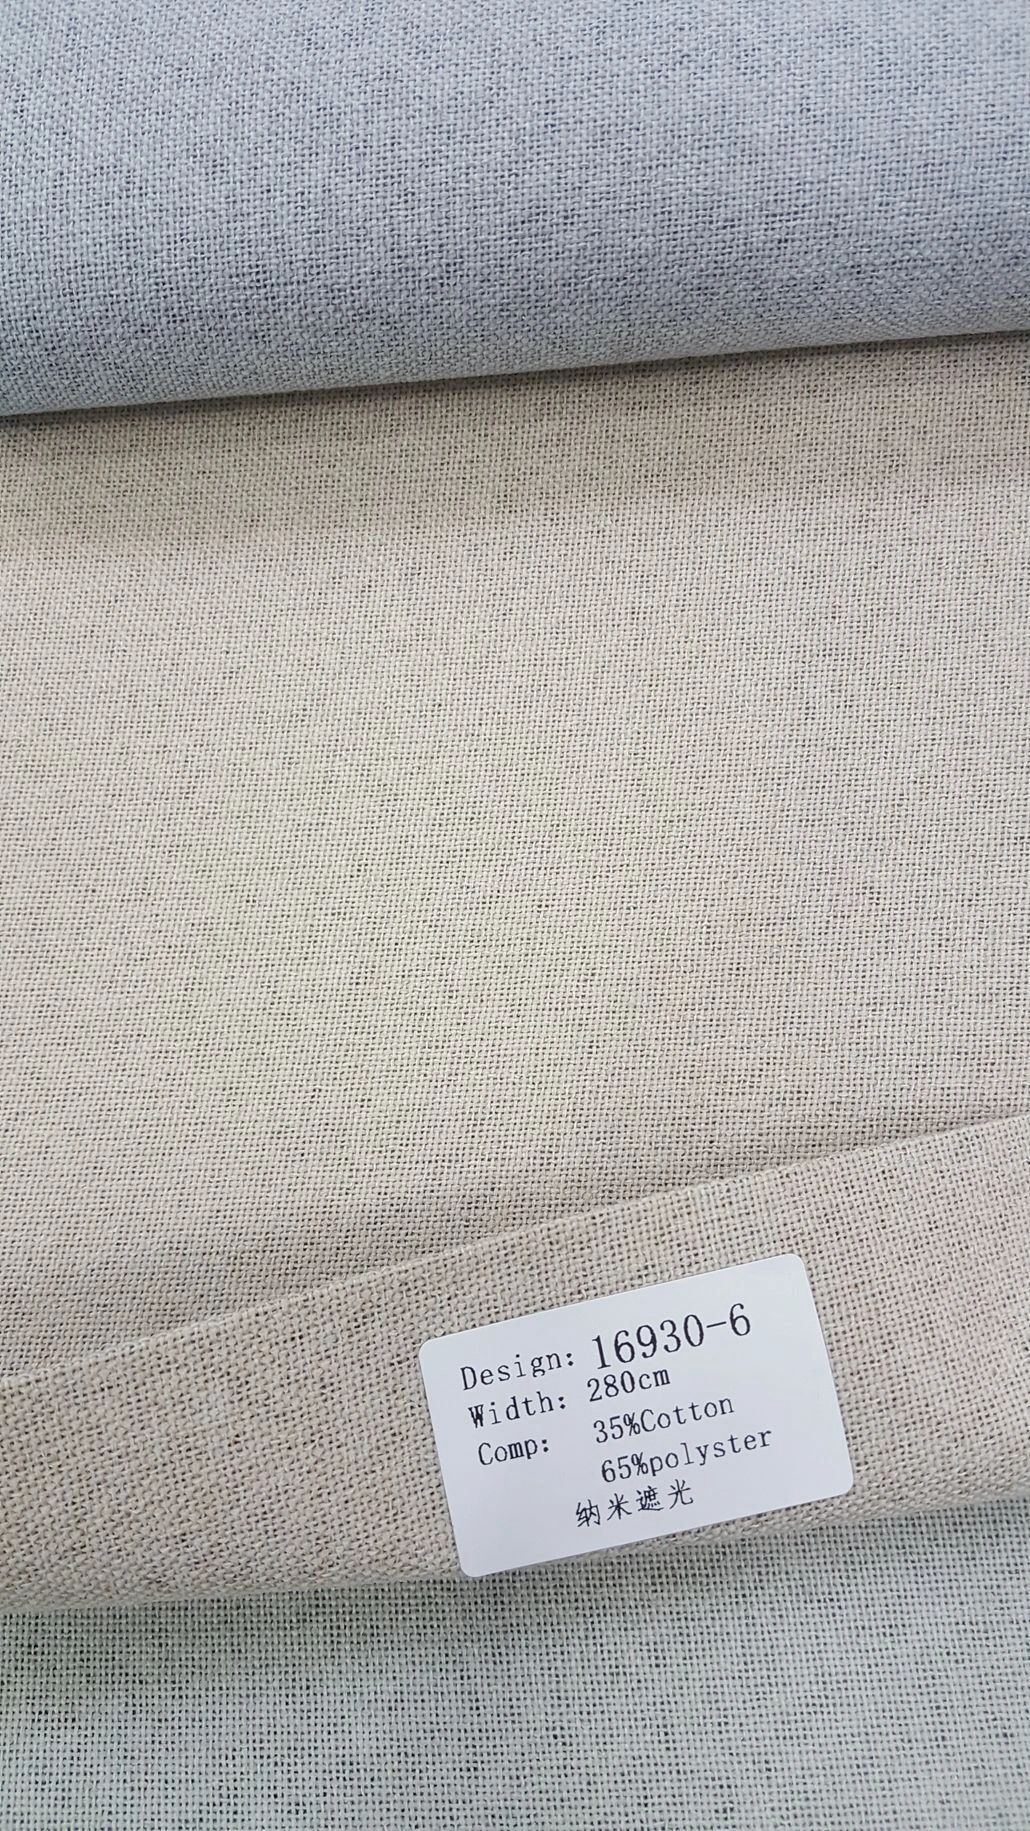 Design: 16930-6
Width: 280cm
Comp: 35%Cotton
65%polyster
纳米遮光